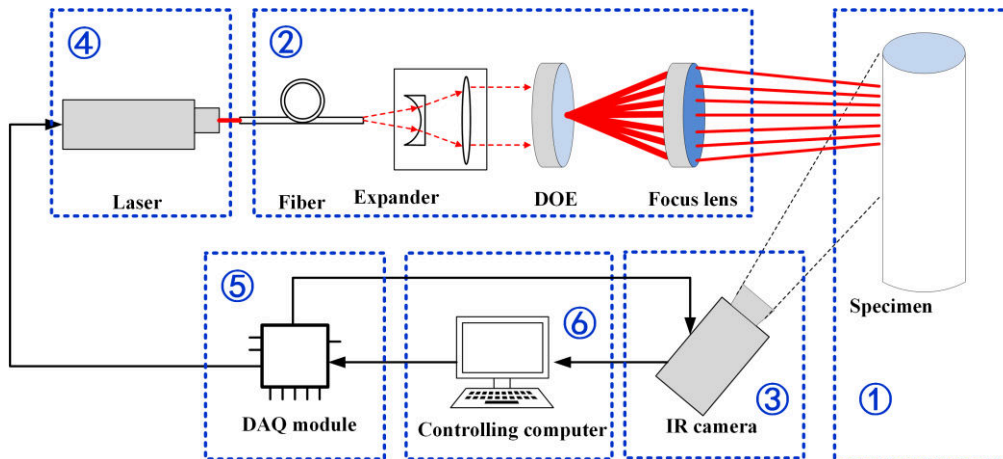 ④
②
Laser
Fiber
Expander
DOE
Focus lens
Specimen
⑤
⑥
③
①
DAQ module
Controlling computer
IR camera